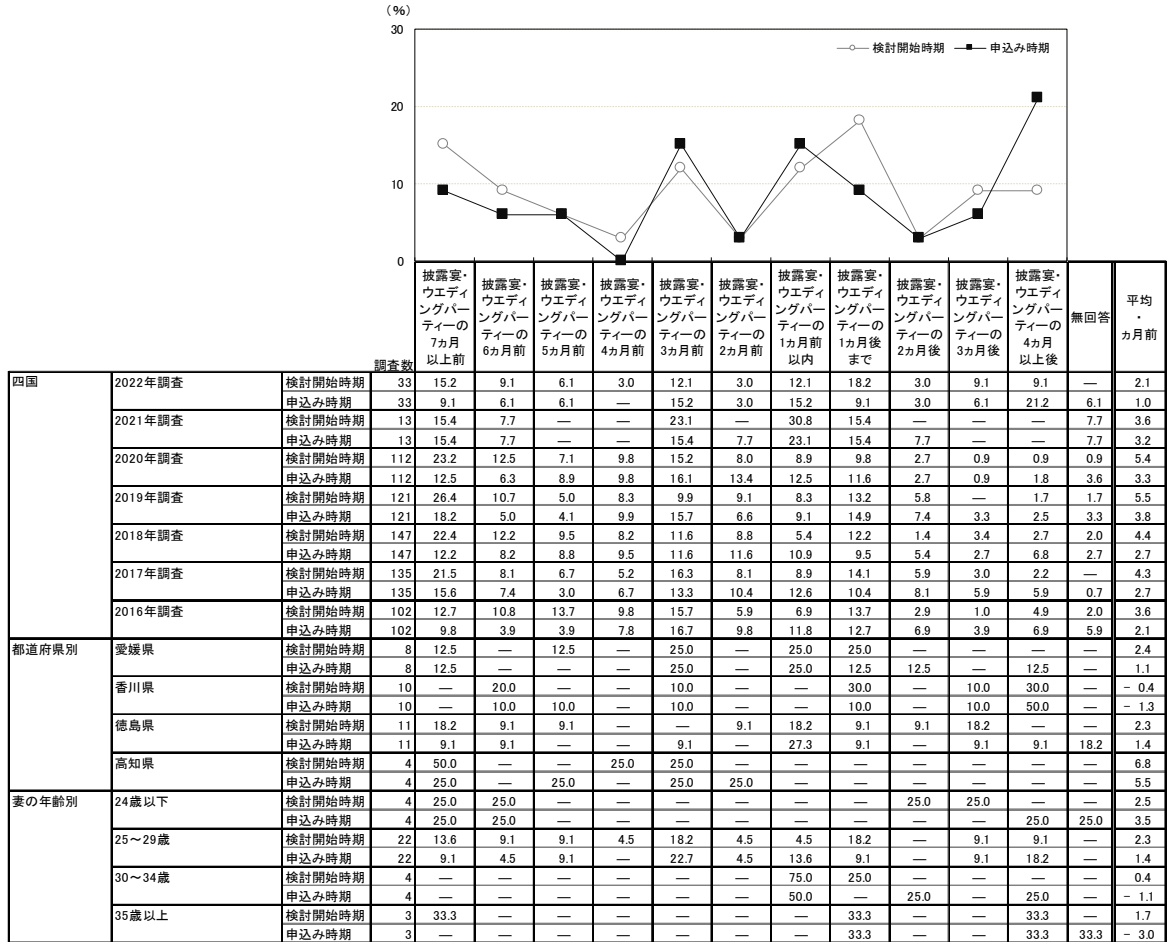 （%）
30
20
10
0
検討開始時期 申込み時期
調査数 披露宴・ウエディングパーティーの7ヵ月以上前 披露宴・ウエディングパーティーの6ヵ月前 披露宴・ウエディングパーティーの5ヵ月前 披露宴・ウエディングパーティーの4ヵ月前 披露宴・ウエディングパーティーの3ヵ月前 披露宴・ウエディングパーティーの2ヵ月前 披露宴・ウエディングパーティーの1ヵ月前以内 披露宴・ウエディングパーティーの1ヵ月後まで 披露宴・ウエディングパーティーの2ヵ月後 披露宴・ウエディングパーティーの3ヵ月後 披露宴・ウエディングパーティーの4ヵ月以上後 無回答 平均・ヵ月前
四国 2022年調査 検討開始時期 33 15.2 9.1 6.1 3.0 12.1 3.0 12.1 18.2 3.0 9.1 9.1 — 2.1
申込み時期 33 9.1 6.1 6.1 — 15.2 3.0 15.2 9.1 3.0 6.1 21.2 6.1 1.0
2021年調査 検討開始時期 13 15.4 7.7 — — 23.1 — 30.8 15.4 — — — 7.7 3.6
申込み時期 13 15.4 7.7 — — 15.4 7.7 23.1 15.4 7.7 — — 7.7 3.2
2020年調査 検討開始時期 112 23.2 12.5 7.1 9.8 15.2 8.0 8.9 9.8 2.7 0.9 0.9 0.9 5.4
申込み時期 112 12.5 6.3 8.9 9.8 16.1 13.4 12.5 11.6 2.7 0.9 1.8 3.6 3.3
2019年調査 検討開始時期 121 26.4 10.7 5.0 8.3 9.9 9.1 8.3 13.2 5.8 — 1.7 1.7 5.5
申込み時期 121 18.2 5.0 4.1 9.9 15.7 6.6 9.1 14.9 7.4 3.3 2.5 3.3 3.8
2018年調査 検討開始時期 147 22.4 12.2 9.5 8.2 11.6 8.8 5.4 12.2 1.4 3.4 2.7 2.0 4.4
申込み時期 147 12.2 8.2 8.8 9.5 11.6 11.6 10.9 9.5 5.4 2.7 6.8 2.7 2.7
2017年調査 検討開始時期 135 21.5 8.1 6.7 5.2 16.3 8.1 8.9 14.1 5.9 3.0 2.2 — 4.3
申込み時期 135 15.6 7.4 3.0 6.7 13.3 10.4 12.6 10.4 8.1 5.9 5.9 0.7 2.7
2016年調査 検討開始時期 102 12.7 10.8 13.7 9.8 15.7 5.9 6.9 13.7 2.9 1.0 4.9 2.0 3.6
申込み時期 102 9.8 3.9 3.9 7.8 16.7 9.8 11.8 12.7 6.9 3.9 6.9 5.9 2.1
都道府県別 愛媛県 検討開始時期 8 12.5 — 12.5 — 25.0 — 25.0 25.0 — — — — 2.4
申込み時期 8 12.5 — — — 25.0 — 25.0 12.5 12.5 — 12.5 — 1.1
香川県 検討開始時期 10 — 20.0 — — 10.0 — — 30.0 — 10.0 30.0 — − 0.4
申込み時期 10 — 10.0 10.0 — 10.0 — — 10.0 — 10.0 50.0 — − 1.3
徳島県 検討開始時期 11 18.2 9.1 9.1 — — 9.1 18.2 9.1 9.1 18.2 — — 2.3
申込み時期 11 9.1 9.1 — — 9.1 — 27.3 9.1 — 9.1 9.1 18.2 1.4
高知県 検討開始時期 4 50.0 — — 25.0 25.0 — — — — — — — 6.8
申込み時期 4 25.0 — 25.0 — 25.0 25.0 — — — — — — 5.5
妻の年齢別 24歳以下 検討開始時期 4 25.0 25.0 — — — — — — 25.0 25.0 — — 2.5
申込み時期 4 25.0 25.0 — — — — — — — — 25.0 25.0 3.5
25～29歳 検討開始時期 22 13.6 9.1 9.1 4.5 18.2 4.5 4.5 18.2 — 9.1 9.1 — 2.3
申込み時期 22 9.1 4.5 9.1 — 22.7 4.5 13.6 9.1 — 9.1 18.2 — 1.4
30～34歳 検討開始時期 4 — — — — — — 75.0 25.0 — — — — 0.4
申込み時期 4 — — — — — — 50.0 — 25.0 — 25.0 — − 1.1
35歳以上 検討開始時期 3 33.3 — — — — — — 33.3 — — 33.3 — 1.7
申込み時期 3 — — — — — — — 33.3 — — 33.3 33.3 − 3.0